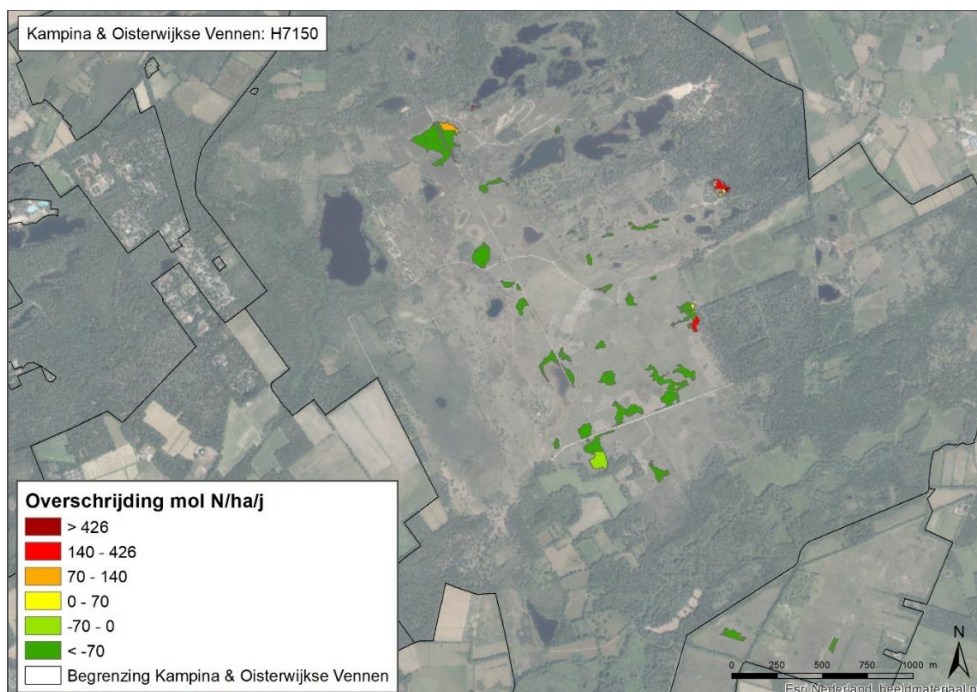 Kampina & Oisterwijkse Vennen: H7150
Overschrijding mol N/ha/j
> 426
140 - 426
70 - 140
0 - 70
-70 - 0
< -70
Begrenzing Kampina & Oisterwijkse Vennen
N
0 250 500 750 1000 m
Esri Nederland, beeldmateriaal